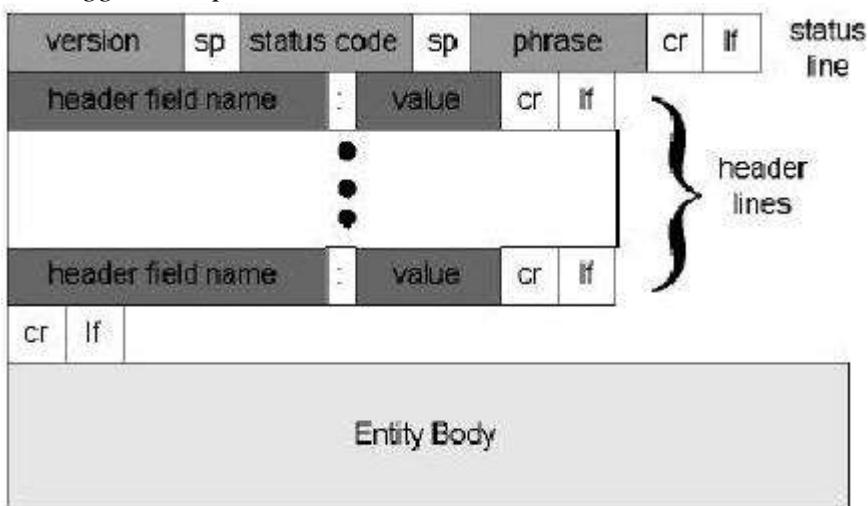 version sp status code sp phrase cr lf status line
header field name : value cr lf
header lines
header field name : value cr lf
cr lf
Entity Body